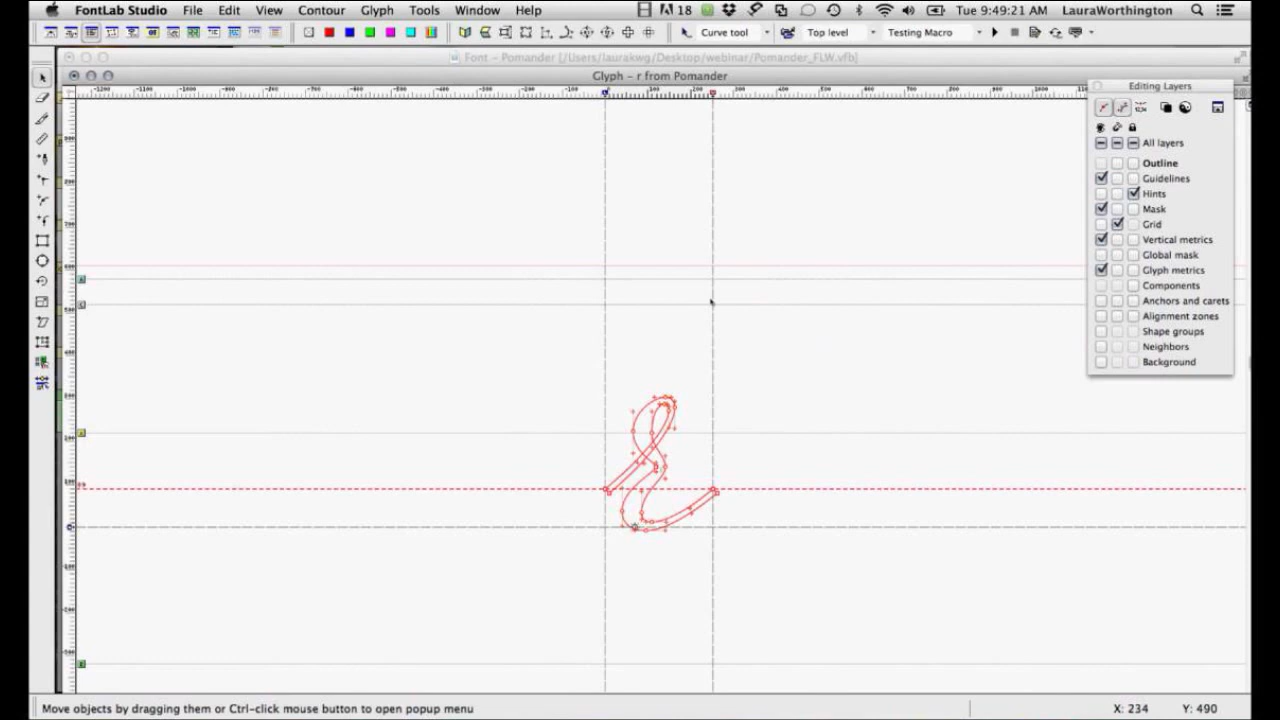 FontLab Studio File Edit View Contour Glyph Tools Window Help 18 Tue 9:49:21 AM LauraWorthington
Curve tool Top level Testing Macro
Font – Pomander [/Users/laurakwg/Desktop/webinar/Pomander_FLW.vfb]
Glyph – r from Pomander
Editing Layers
All layers
Outline
Guidelines
Hints
Mask
Grid
Vertical metrics
Global mask
Glyph metrics
Components
Anchors and carets
Alignment zones
Shape groups
Neighbors
Background
Move objects by dragging them or Ctrl-click mouse button to open popup menu X: 234 Y: 490